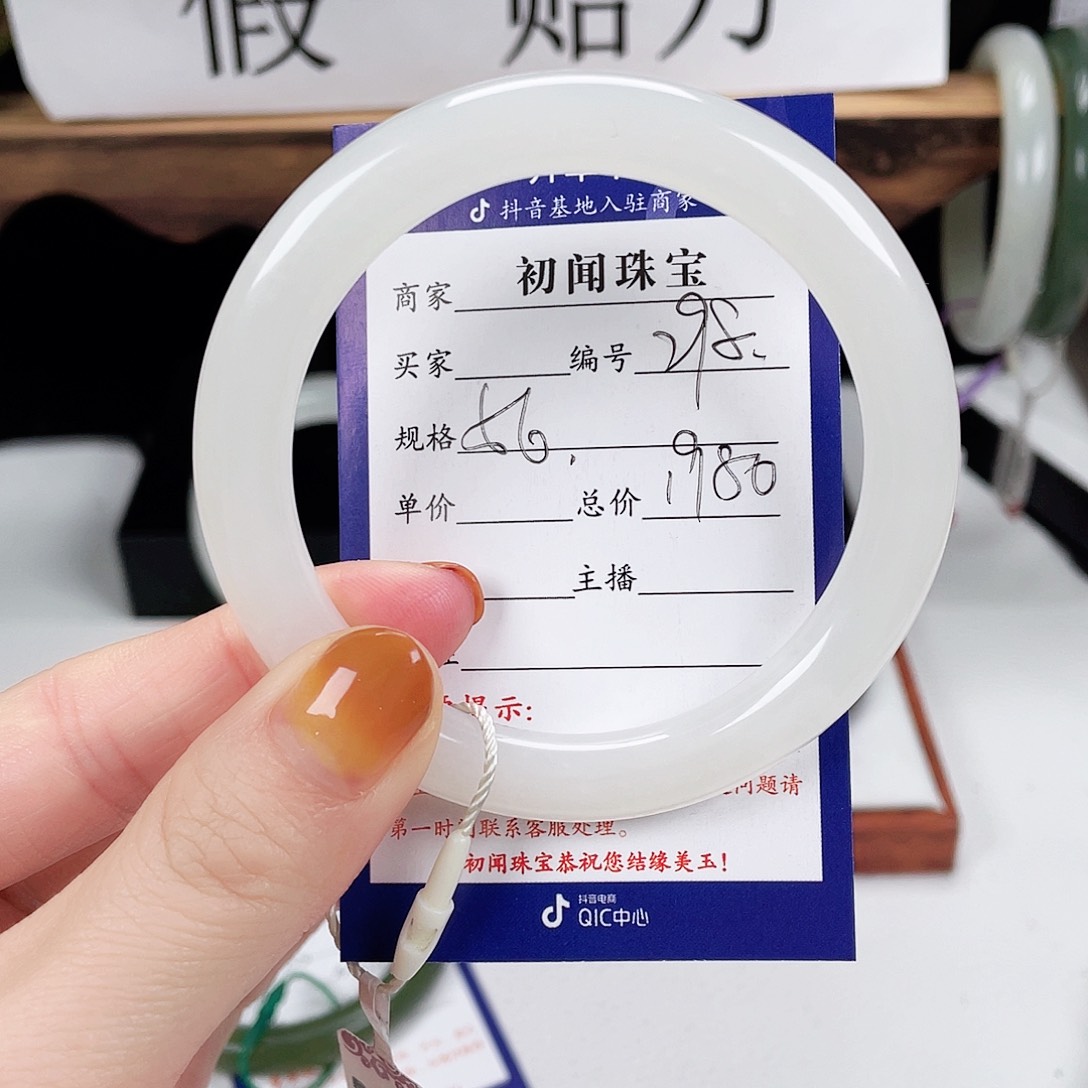 假 赔万
抖音基地入驻商家
商家 初闻珠宝
买家 编号 298.
规格 56.
单价 总价 1980
主播
提示:
问题请
第一时间联系客服处理。
初闻珠宝恭祝您结缘美玉!
抖音电商
QIC中心